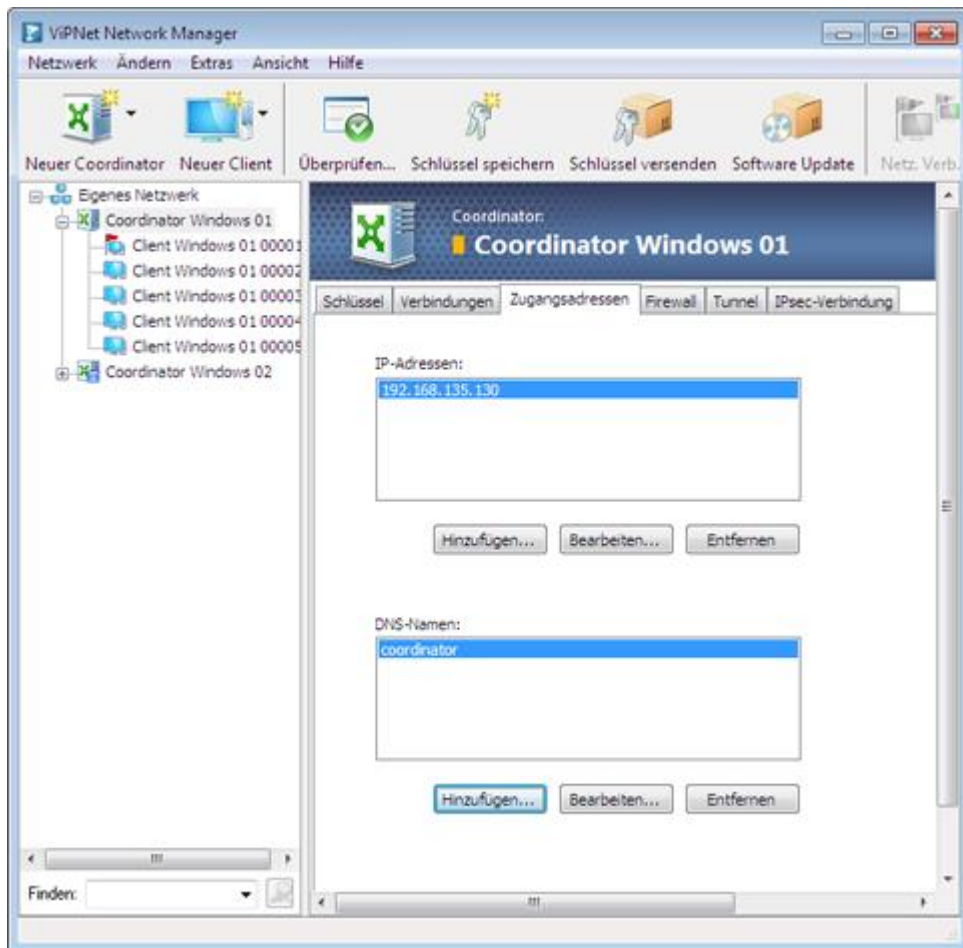 ViPNet Network Manager
Netzwerk Ändern Extras Ansicht Hilfe
Neuer Coordinator Neuer Client Überprüfen... Schlüssel speichern Schlüssel versenden Software Update Netz. Verb.
Eigenes Netzwerk
Coordinator Windows 01
Client Windows 01 00001
Client Windows 01 00002
Client Windows 01 00003
Client Windows 01 00004
Client Windows 01 00005
Coordinator Windows 02
Coordinator:
Coordinator Windows 01
Schlüssel Verbindungen Zugangsadressen Firewall Tunnel IPsec-Verbindung
IP-Adressen:
192.168.135.130
Hinzufügen... Bearbeiten... Entfernen
DNS-Namen:
coordinator
Hinzufügen... Bearbeiten... Entfernen
Finden: